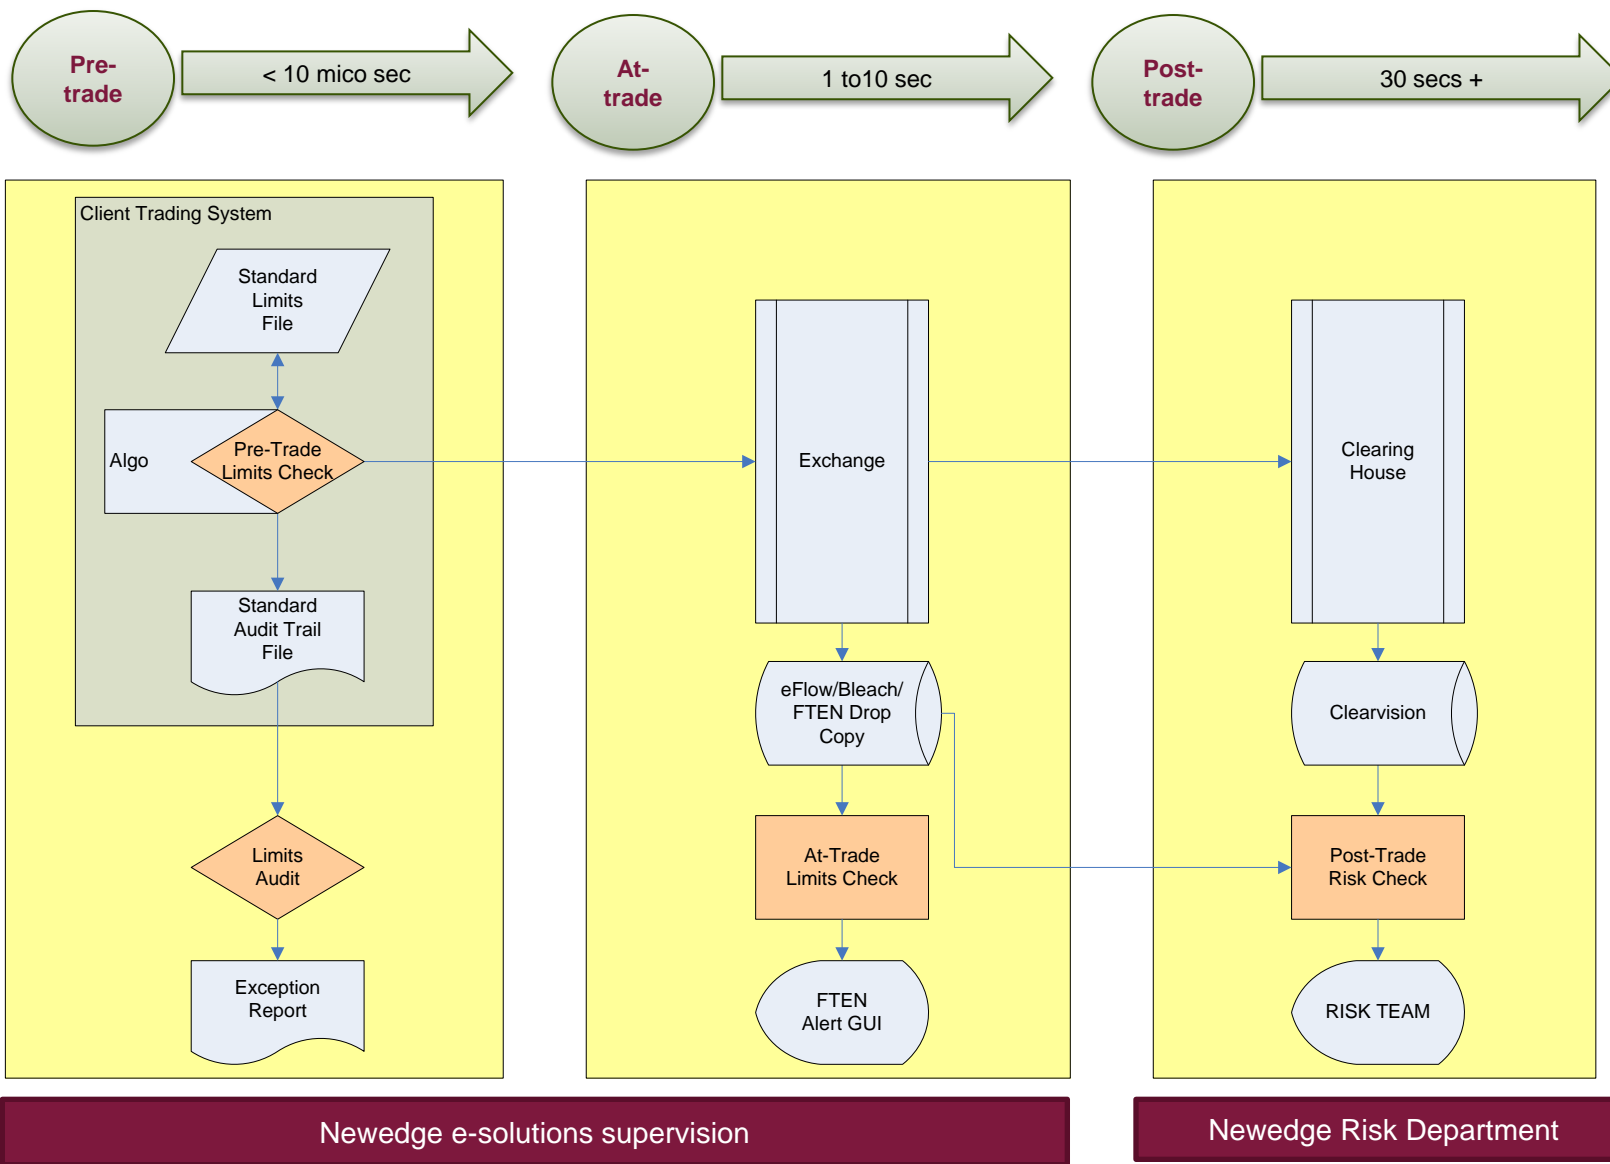 Pre-
trade
< 10 mico sec
At-
trade
1 to10 sec
Post-
trade
30 secs +
Client Trading System
Standard
Limits
File
Algo
Pre-Trade
Limits Check
Standard
Audit Trail
File
Limits
Audit
Exception
Report
Exchange
eFlow/Bleach/
FTEN Drop
Copy
At-Trade
Limits Check
FTEN
Alert GUI
Clearing
House
Clearvision
Post-Trade
Risk Check
RISK TEAM
Newedge e-solutions supervision
Newedge Risk Department